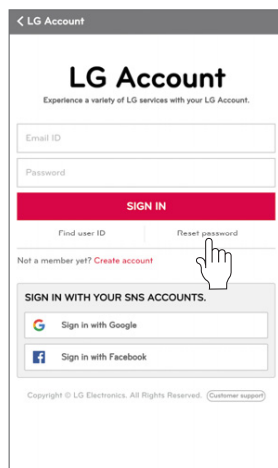 < LG Account
LG Account
Experience a variety of LG services with your LG Account.
Email ID
Password
SIGN IN
Find user ID
Reset password
Not a member yet? Create account
SIGN IN WITH YOUR SNS ACCOUNTS.
Sign in with Google
Sign in with Facebook
Copyright © LG Electronics. All Rights Reserved. Customer support